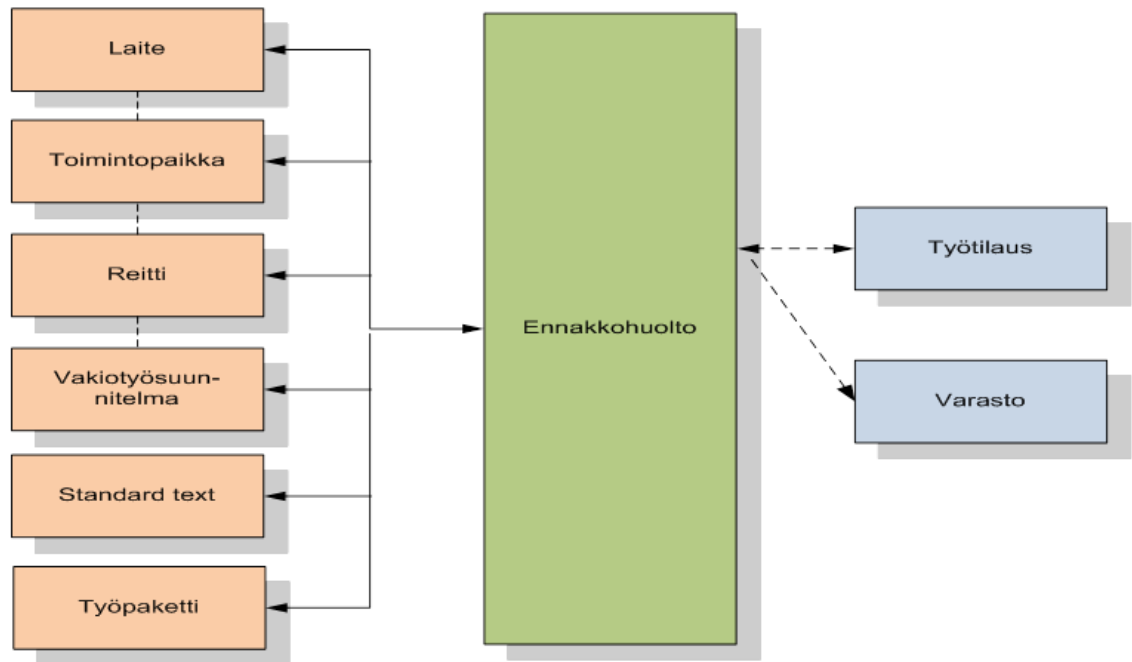 Laite
Toimintopaikka
Reitti
Vakiotyösuun-
nitelma
Standard text
Työpaketti
Ennakkohuolto
Työtilaus
Varasto